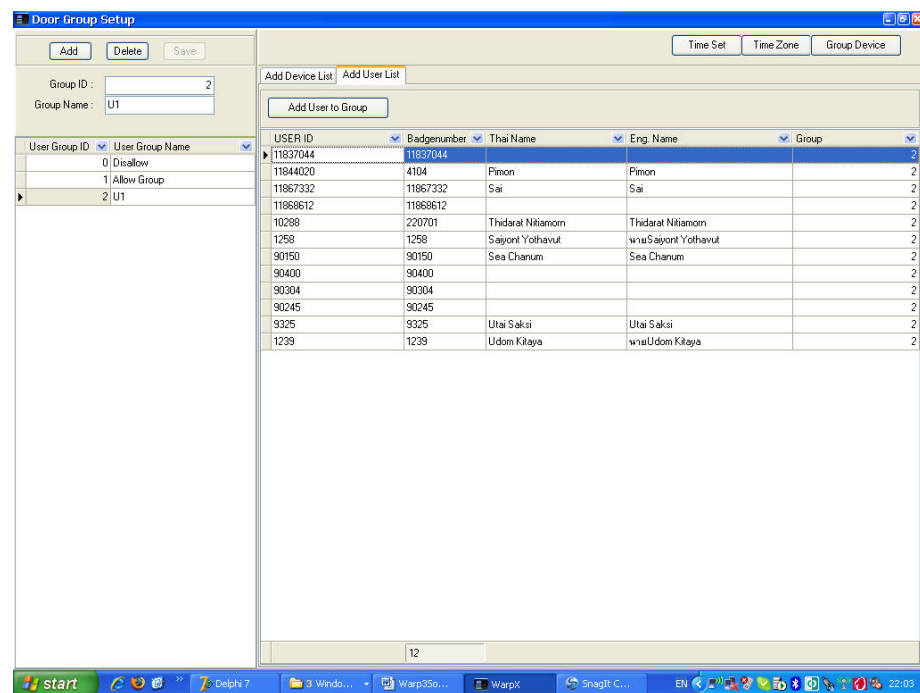 Door Group Setup
Add Delete Save
Time Set Time Zone Group Device
Group ID : 2
Group Name : U1
Add Device List Add User List
Add User to Group
User Group ID User Group Name
0 Disallow
1 Allow Group
2 U1
USER ID Badgenumber Thai Name Eng. Name Group
11837044 11837044 2
11844020 4104 Pimon Pimon 2
11867332 11867332 Sai Sai 2
11868612 11868612 2
10288 220701 Thidarat Nitiamorn Thidarat Nitiamorn 2
1258 1258 Saiyont Yothavut นายSaiyont Yothavut 2
90150 90150 Sea Chanum Sea Chanum 2
90400 90400 2
90304 90304 2
90245 90245 2
9325 9325 Utai Saksi Utai Saksi 2
1239 1239 Udom Kitaya นายUdom Kitaya 2
12
start Delphi 7 3 Windo... Warp35o... WarpX SnagIt C... EN 22:03